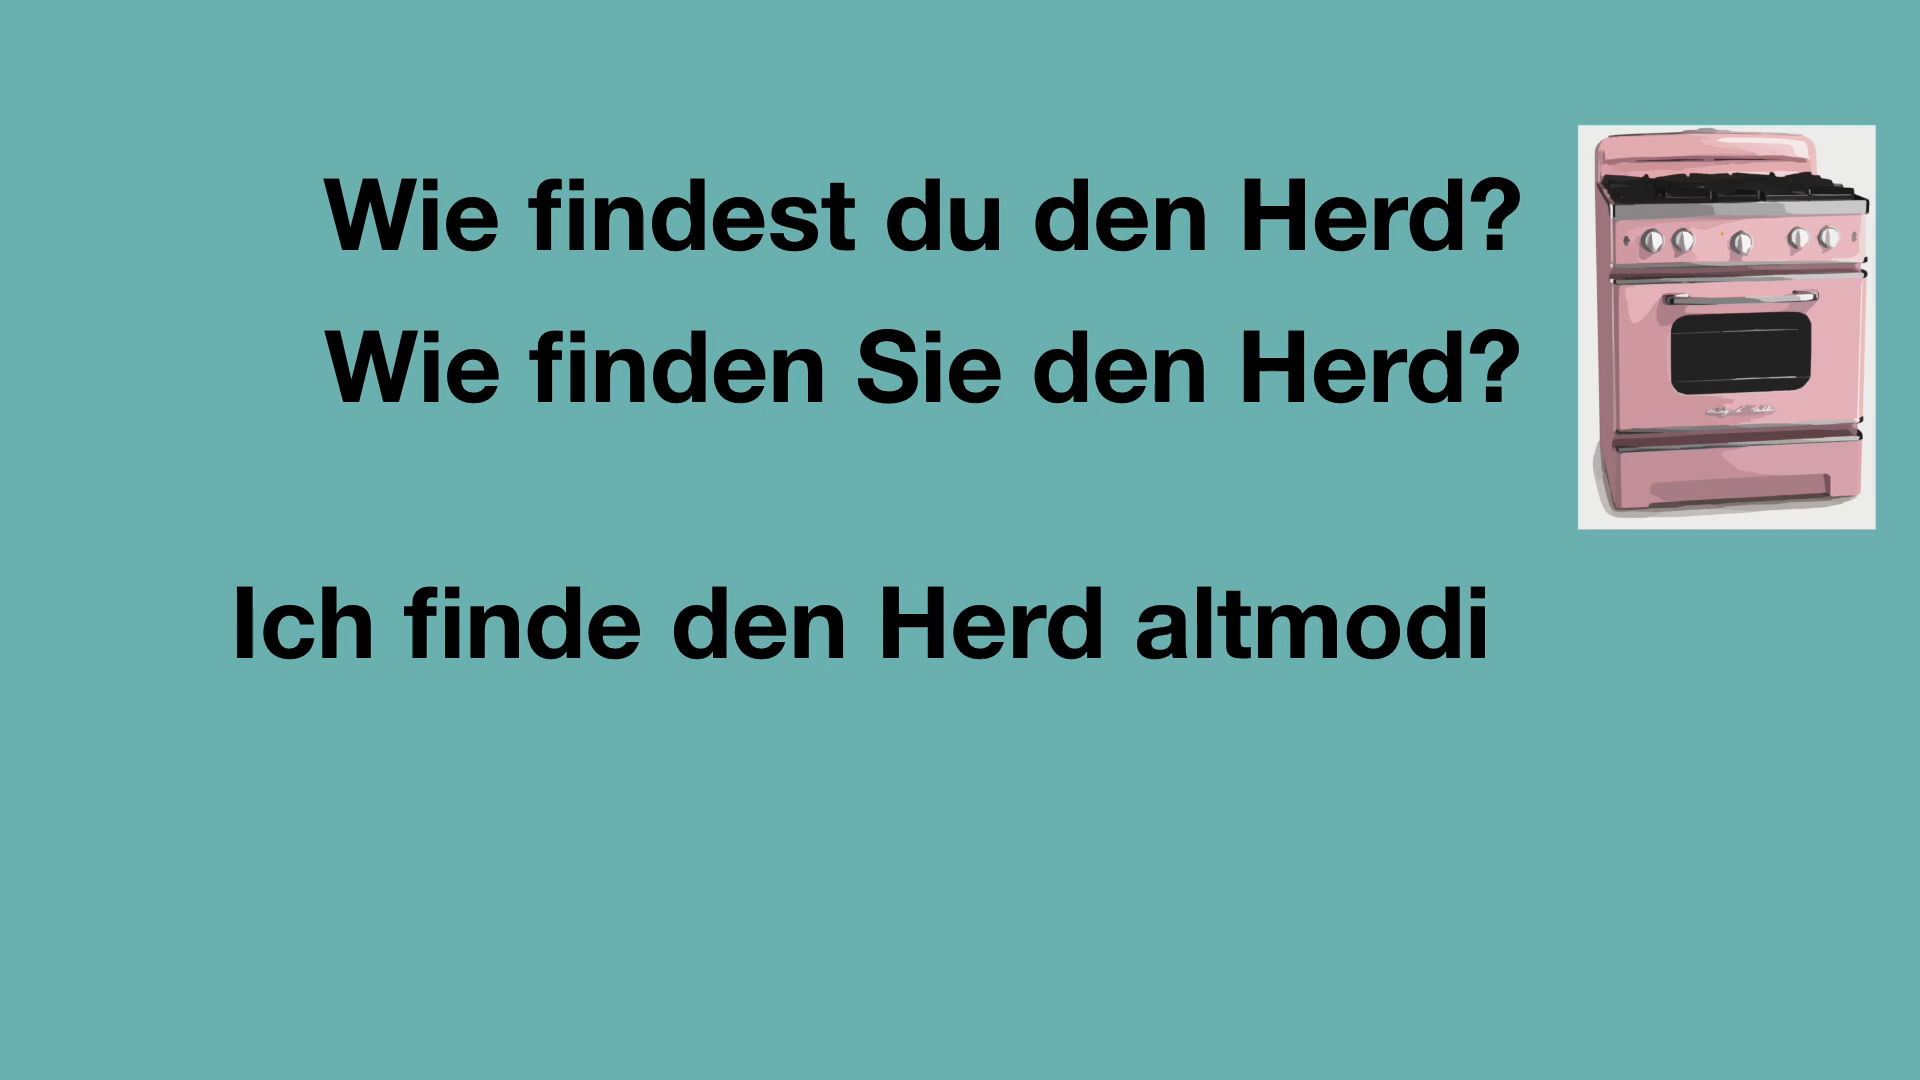 Wie findest du den Herd?
Wie finden Sie den Herd?
Ich finde den Herd altmodi